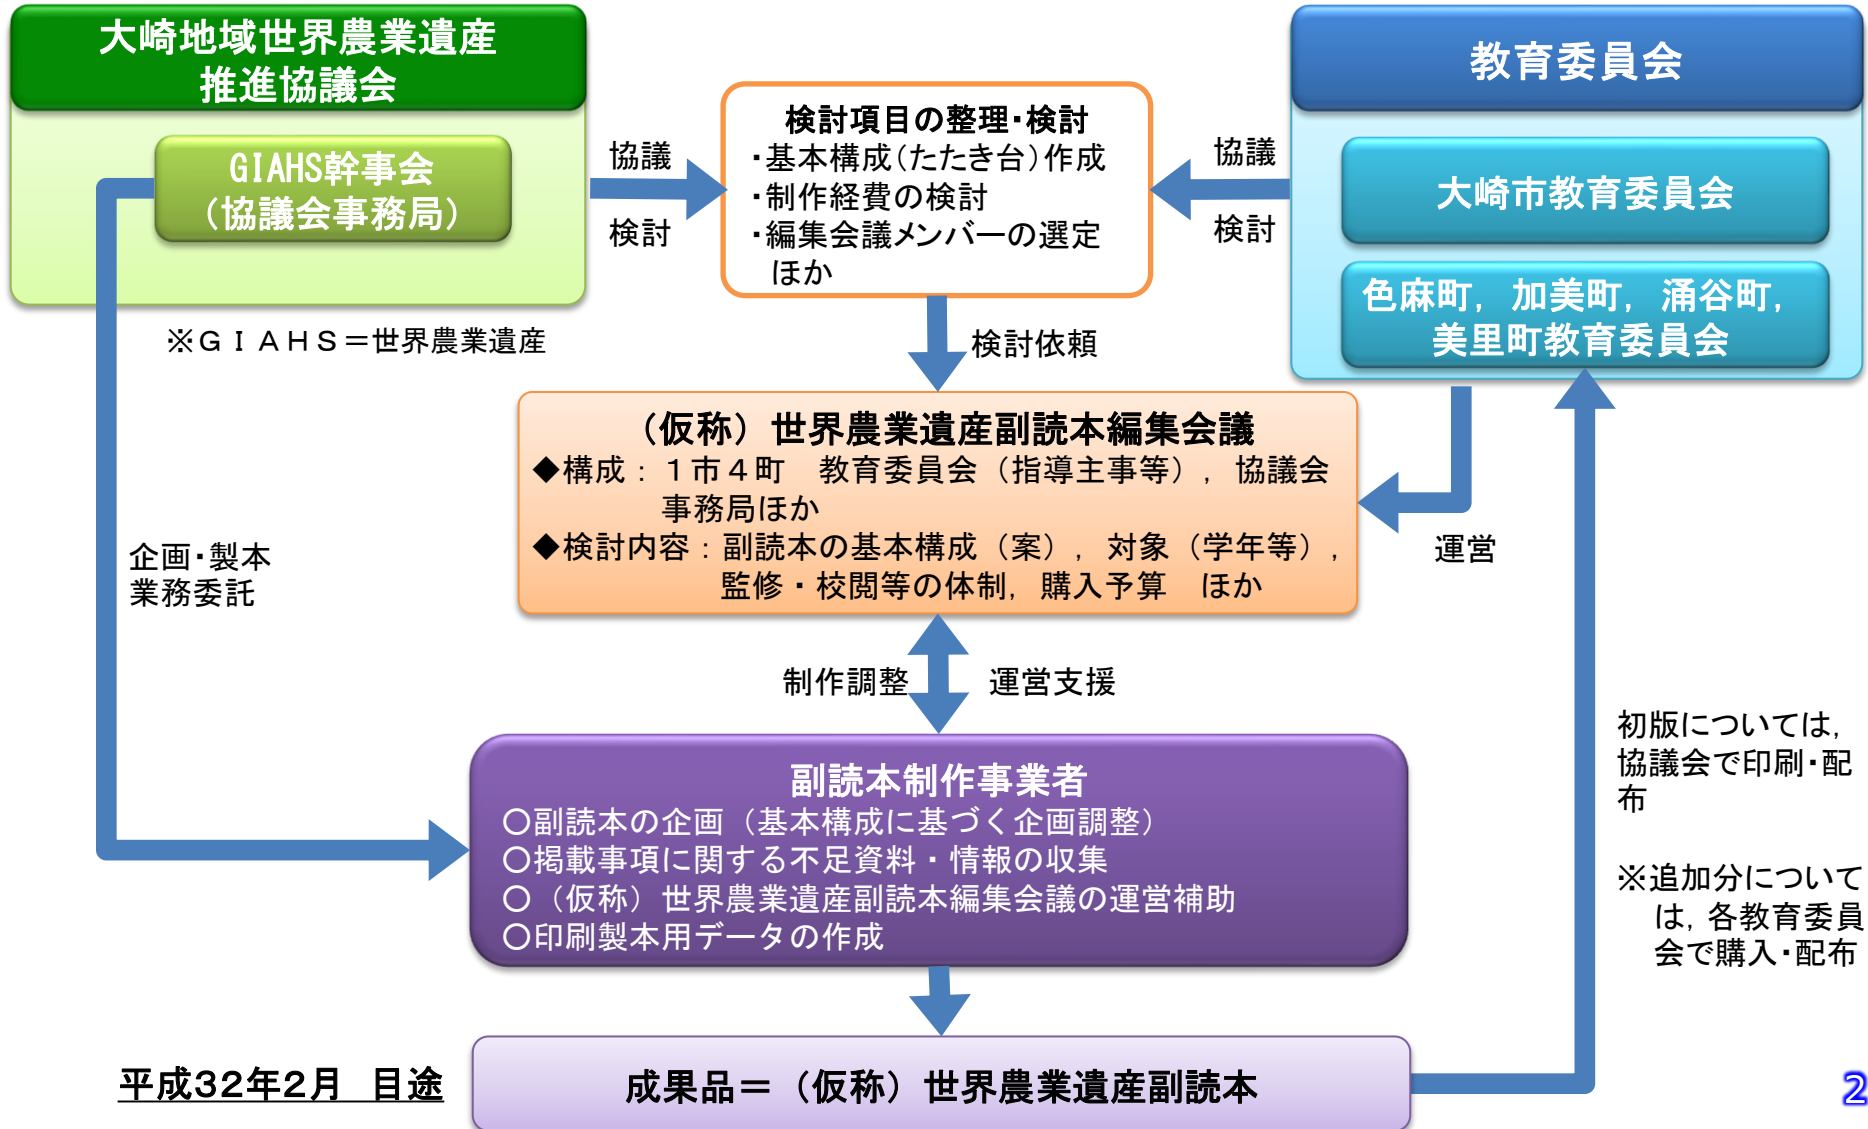 大崎地域世界農業遺産
推進協議会
GIAHS幹事会
（協議会事務局）
※ＧＩＡＨＳ＝世界農業遺産
協議
検討
検討項目の整理・検討
・基本構成（たたき台）作成
・制作経費の検討
・編集会議メンバーの選定
ほか
協議
検討
教育委員会
大崎市教育委員会
色麻町，加美町，涌谷町，
美里町教育委員会
検討依頼
（仮称）世界農業遺産副読本編集会議
◆構成：１市４町　教育委員会（指導主事等），協議会
事務局ほか
◆検討内容：副読本の基本構成（案），対象（学年等），
監修・校閲等の体制，購入予算　ほか
運営
企画・製本
業務委託
制作調整
運営支援
副読本制作事業者
○副読本の企画（基本構成に基づく企画調整）
○掲載事項に関する不足資料・情報の収集
○（仮称）世界農業遺産副読本編集会議の運営補助
○印刷製本用データの作成
初版については，
協議会で印刷・配
布
※追加分について
は，各教育委員
会で購入・配布
平成32年2月　目途
成果品＝（仮称）世界農業遺産副読本
2